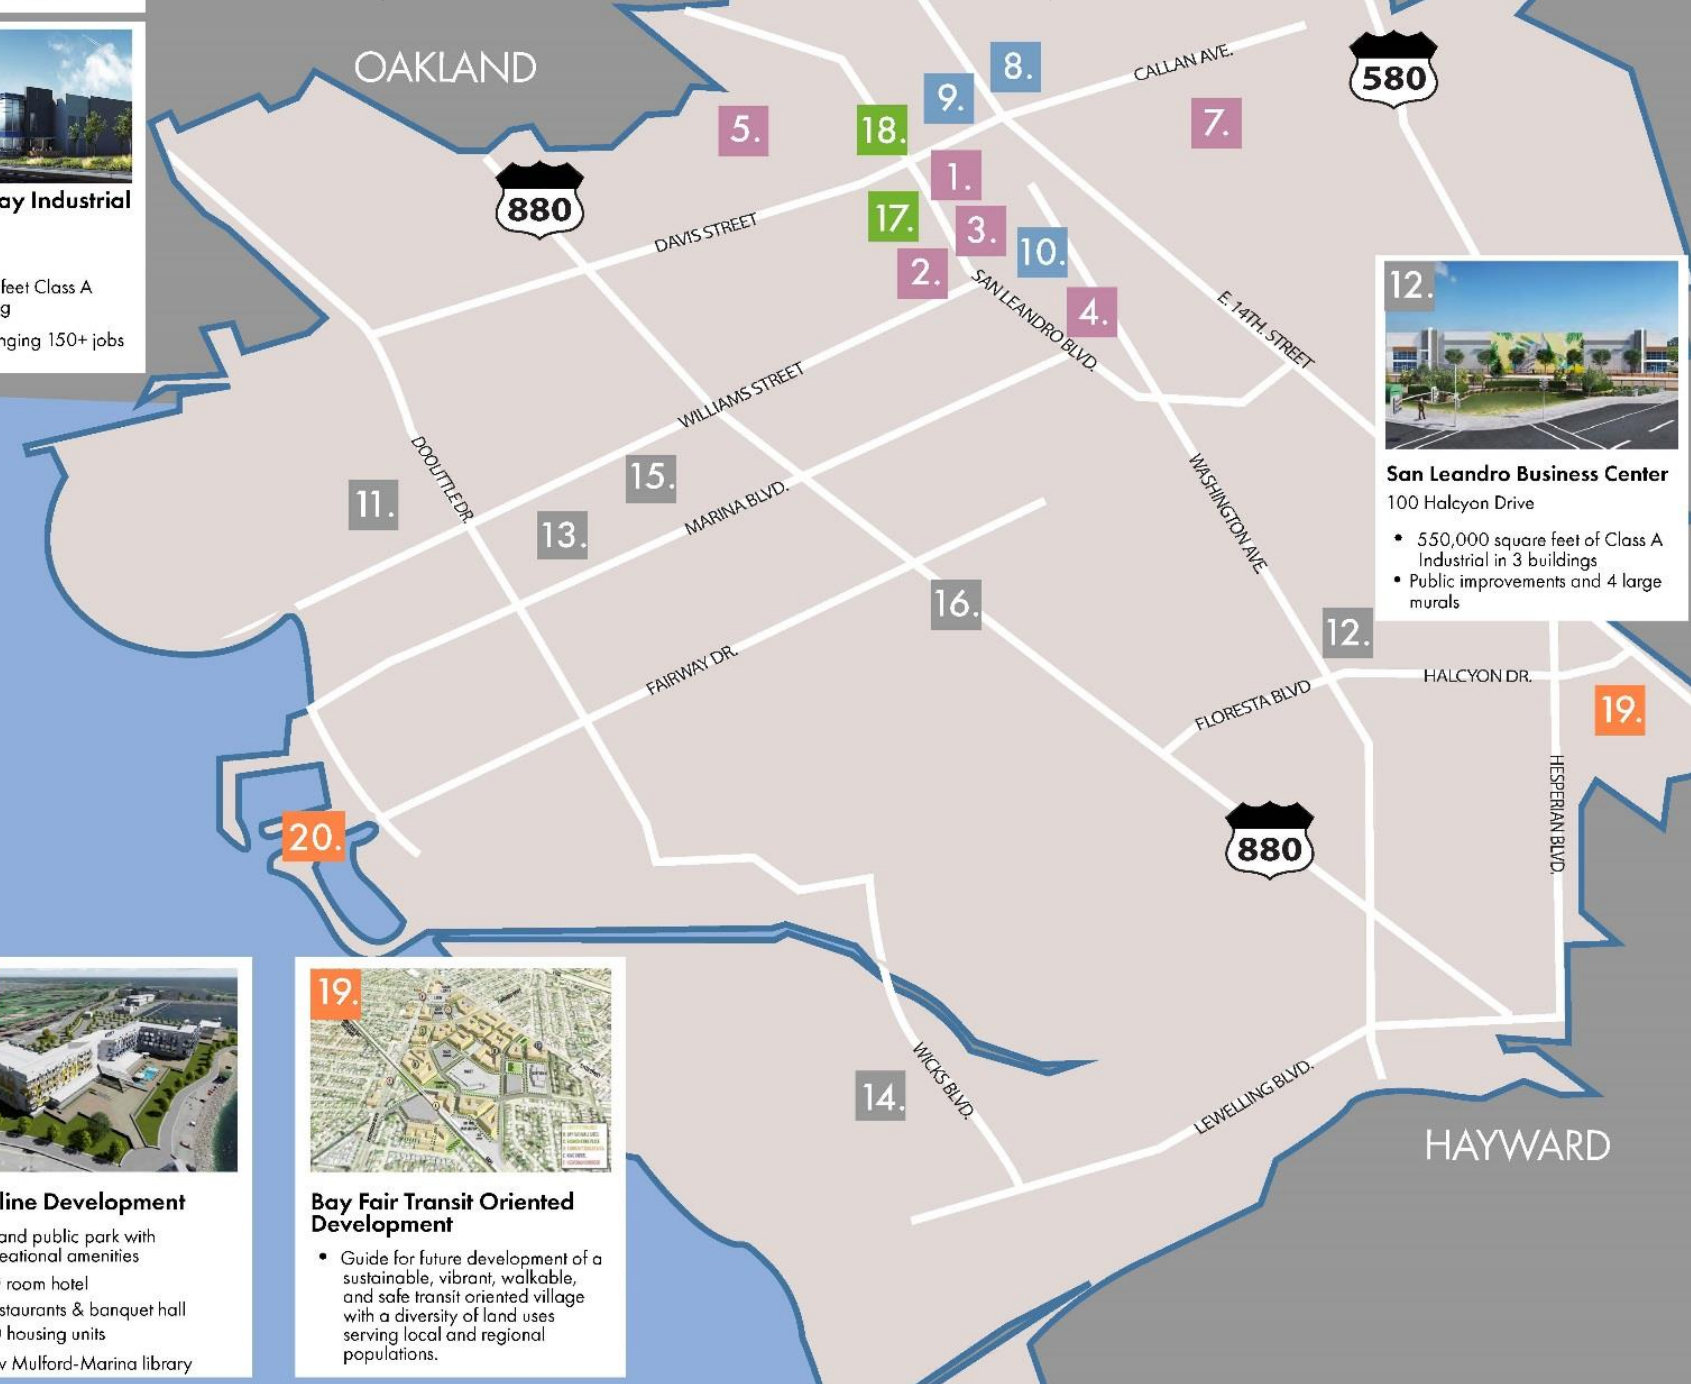 OAKLAND
580
CALLAN AVE.
8.
9.
5.
18.
7.
1.
880
17.
DAVIS STREET
3.
10.
2.
SAN LEANDRO BLVD.
4.
E. 14TH. STREET
ay Industrial
feet Class A
g
nging 150+ jobs
12.
San Leandro Business Center
100 Halcyon Drive
• 550,000 square feet of Class A
Industrial in 3 buildings
• Public improvements and 4 large
murals
WILLIAMS STREET
DOOLITTLE DR.
WASHINGTON AVE.
15.
11.
MARINA BLVD.
13.
16.
12.
FAIRWAY DR.
HALCYON DR.
FLORESTA BLVD
19.
HESPERIAN BLVD.
20.
880
WICKS BLVD.
14.
LEWELLING BLVD.
HAYWARD
line Development
and public park with
eational amenities
room hotel
staurants & banquet hall
housing units
v Mulford-Marina library
19.
Bay Fair Transit Oriented
Development
• Guide for future development of a
sustainable, vibrant, walkable,
and safe transit oriented village
with a diversity of land uses
serving local and regional
populations.